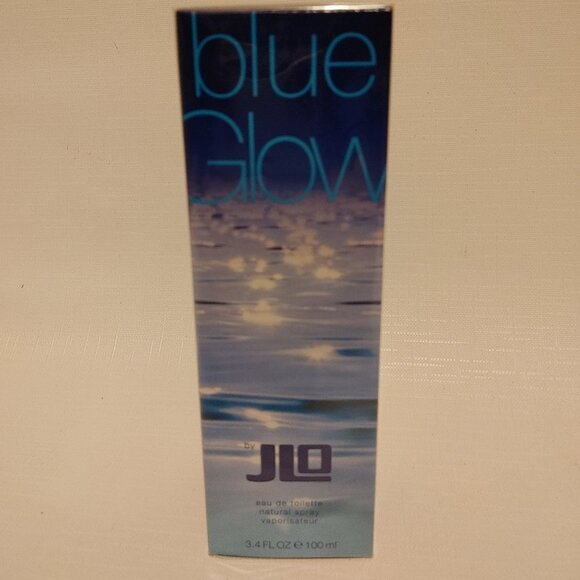 blue
Glow
by JLO
eau de toilette
natural spray
vaporisateur
3.4 FL OZ ℮ 100 ml